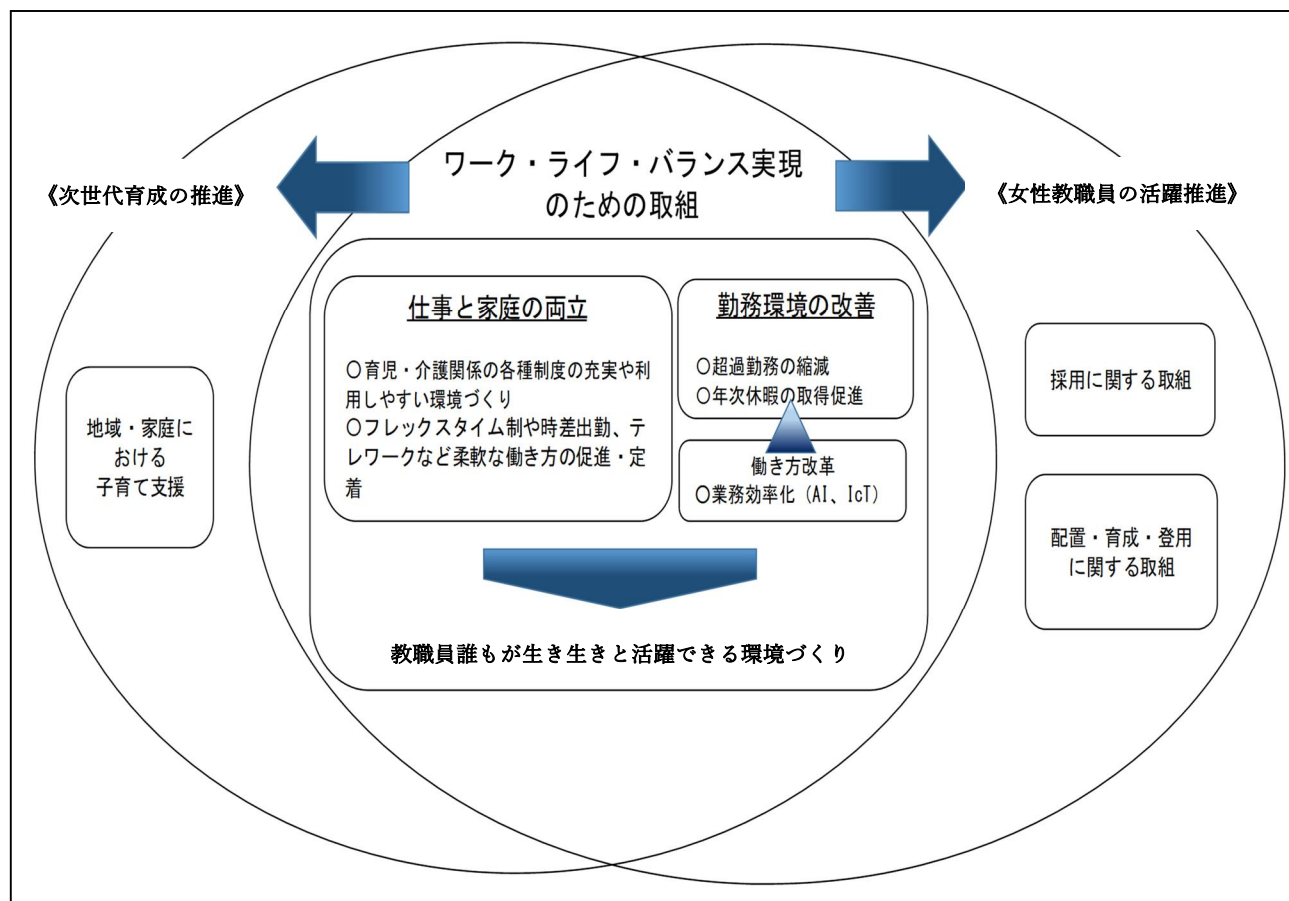 ワーク・ライフ・バランス実現
のための取組
《次世代育成の推進》
《女性教職員の活躍推進》
仕事と家庭の両立
○育児・介護関係の各種制度の充実や利
用しやすい環境づくり
○フレックスタイム制や時差出勤、テ
レワークなど柔軟な働き方の促進・定
着
勤務環境の改善
○超過勤務の縮減
○年次休暇の取得促進
働き方改革
○業務効率化（AI、IcT）
地域・家庭に
おける
子育て支援
採用に関する取組
配置・育成・登用
に関する取組
教職員誰もが生き生きと活躍できる環境づくり